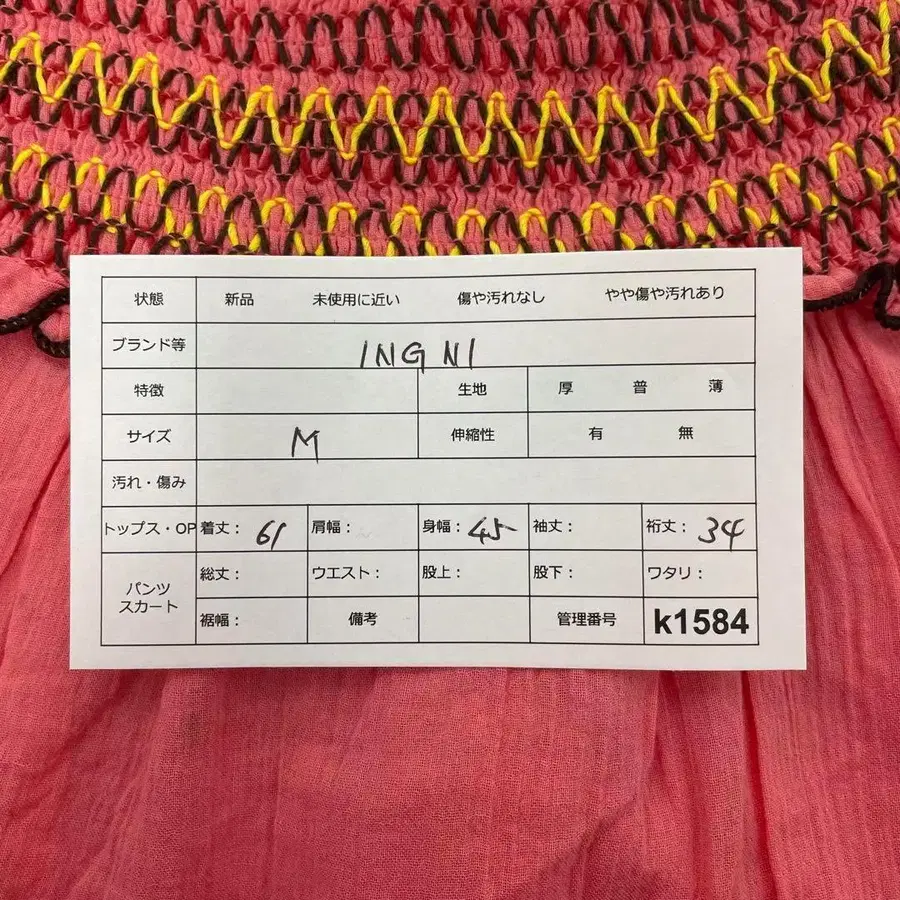 状態 新品 未使用に近い 傷や汚れなし やや傷や汚れあり
ブランド等 INGNI
特徴 生地 厚 普 薄
サイズ M 伸縮性 有 無
汚れ・傷み
トップス・OP 着丈： 61 肩幅： 身幅： 45 袖丈： 裄丈： 34
パンツ スカート 総丈： ウエスト： 股上： 股下： ワタリ：
裾幅： 備考 管理番号 k1584